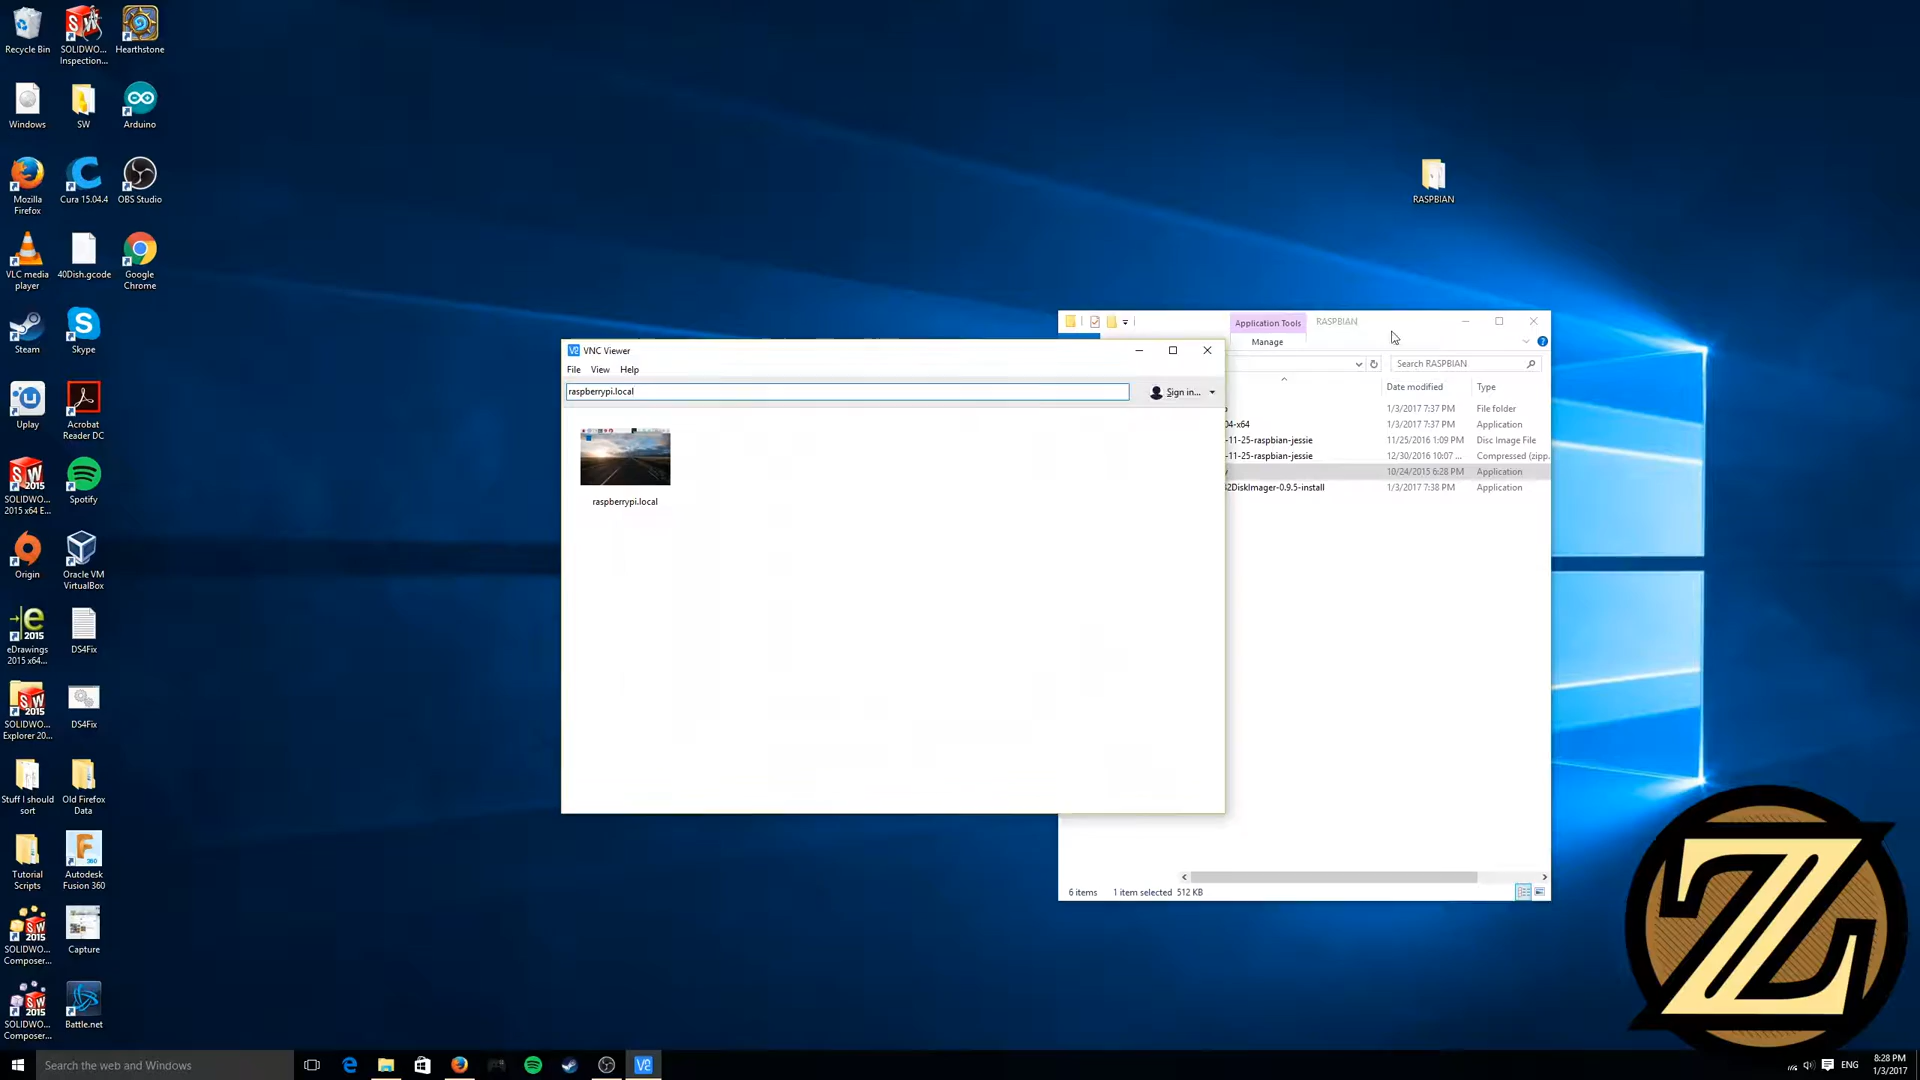 Recycle Bin
SOLIDWO...
Inspection...
Hearthstone
Windows
SW
Arduino
Mozilla
Firefox
Cura 15.04.4
OBS Studio
VLC media
player
40Dish.gcode
Google
Chrome
Steam
Skype
Uplay
Acrobat
Reader DC
SOLIDWO...
2015 x64 E...
Spotify
Origin
Oracle VM
VirtualBox
eDrawings
2015 x64...
DS4Fix
SOLIDWO...
Explorer 20...
DS4Fix
Stuff I should
sort
Old Firefox
Data
Tutorial
Scripts
Autodesk
Fusion 360
SOLIDWO...
Composer...
Capture
SOLIDWO...
Composer...
Battle.net
RASPBIAN
Application Tools
RASPBIAN
Manage
Search RASPBIAN
Date modified
Type
1/3/2017 7:37 PM
File folder
04-x64
1/3/2017 7:37 PM
Application
-11-25-raspbian-jessie
11/25/2016 1:09 PM
Disc Image File
-11-25-raspbian-jessie
12/30/2016 10:07 ...
Compressed (zipp...
10/24/2015 6:28 PM
Application
2DiskImager-0.9.5-install
1/3/2017 7:38 PM
Application
6 items
1 item selected 512 KB
VNC Viewer
File View Help
raspberrypi.local
Sign in...
raspberrypi.local
Search the web and Windows
ENG
8:28 PM
1/3/2017
Z